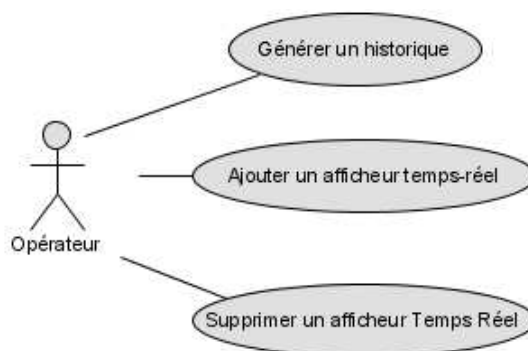 Générer un historique
Ajouter un afficheur temps-réel
Opérateur
Supprimer un afficheur Temps Réel